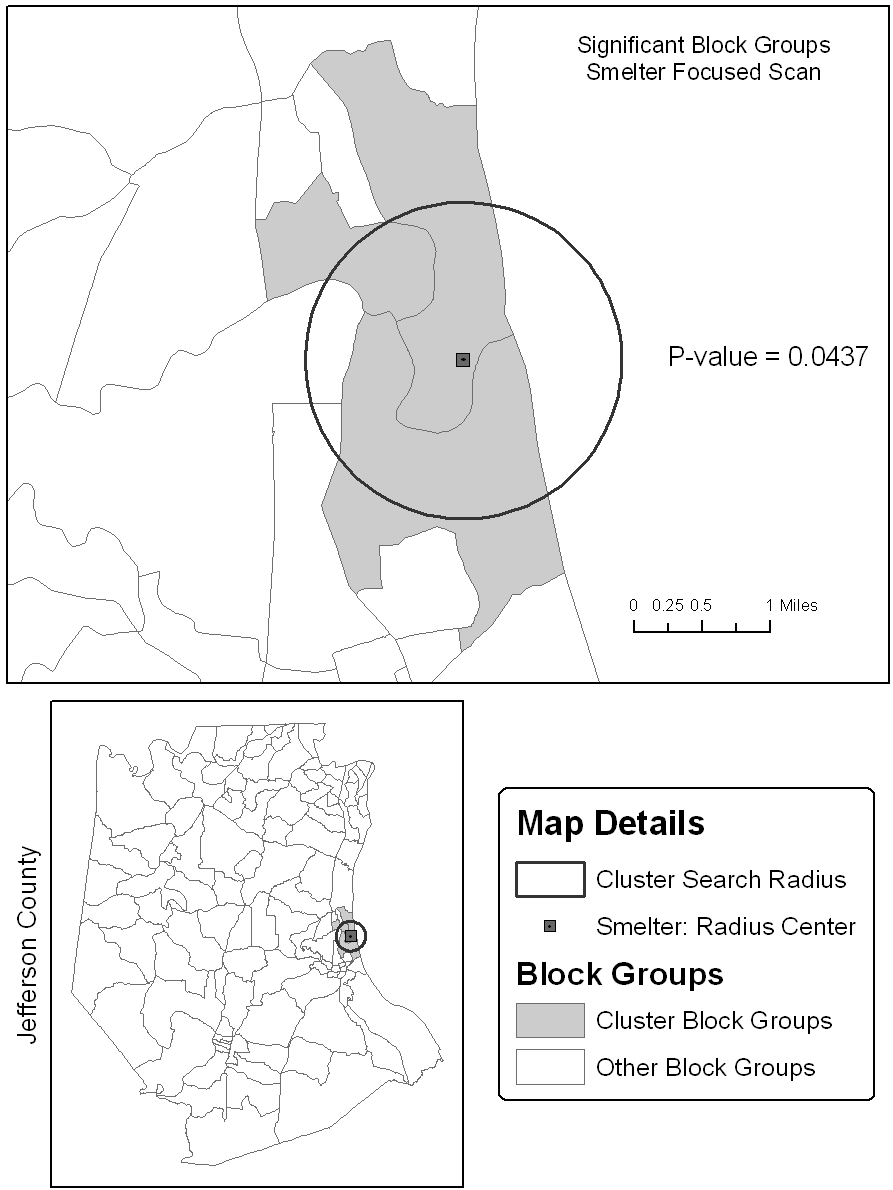 Significant Block Groups
Smelter Focused Scan
P-value = 0.0437
0 0.25 0.5 1 Miles
Jefferson County
Map Details
Cluster Search Radius
Smelter: Radius Center
Block Groups
Cluster Block Groups
Other Block Groups